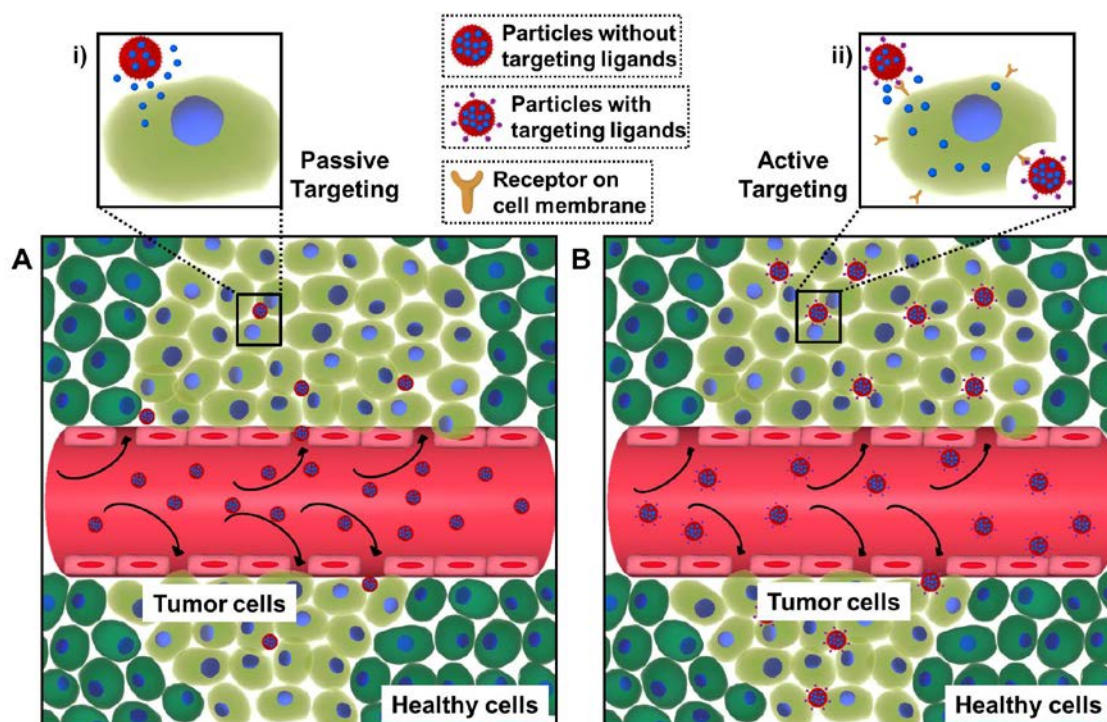 i)
Particles without
targeting ligands
ii)
Particles with
targeting ligands
Passive
Targeting
Active
Targeting
Receptor on
cell membrane
A
B
Tumor cells
Tumor cells
Healthy cells
Healthy cells